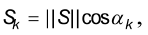 S_k = ||S|| cos α_k ,